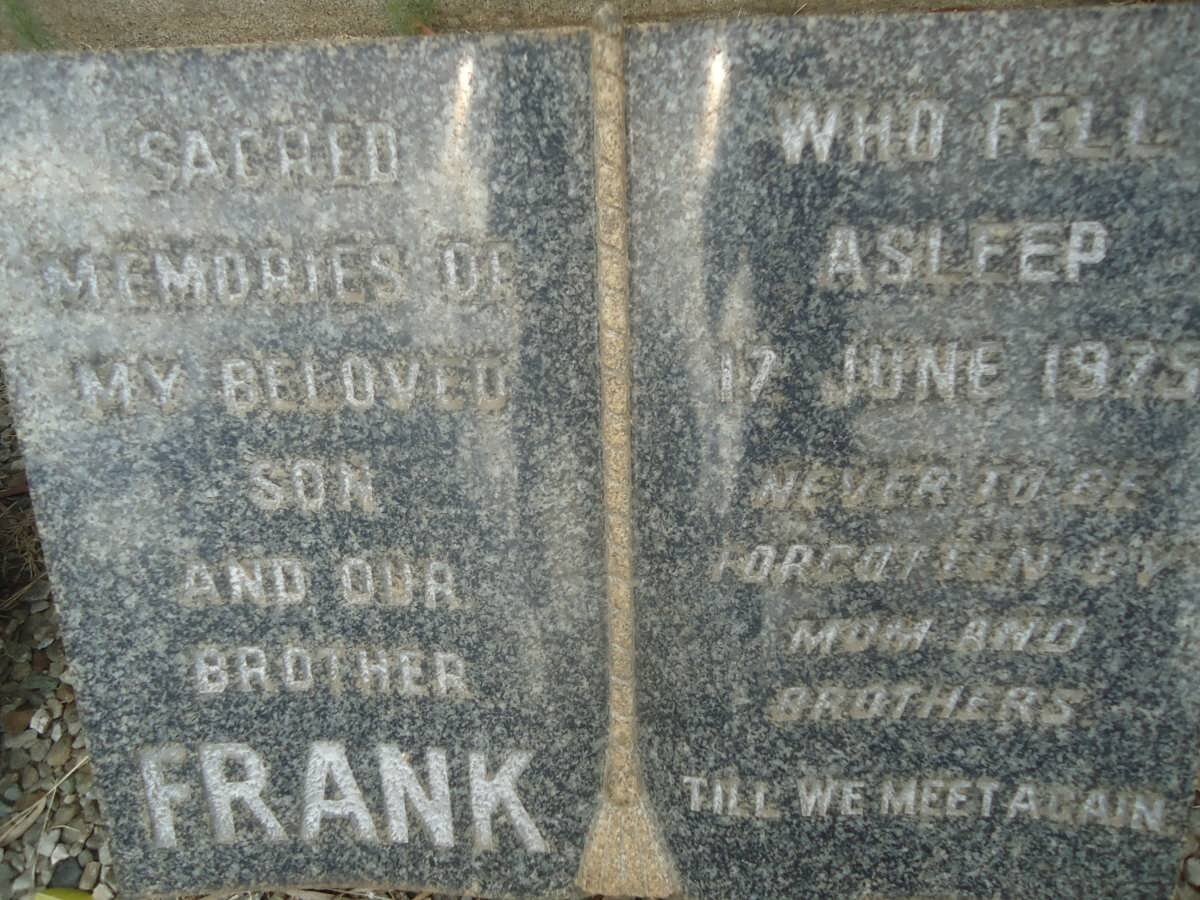 SACRED
MEMORIES OF
MY BELOVED
SON
AND OUR
BROTHER
FRANK
WHO FELL
ASLEEP
17 JUNE 1975
NEVER TO BE
FORGOTTEN BY
MOM AND
BROTHERS
TILL WE MEET AGAIN